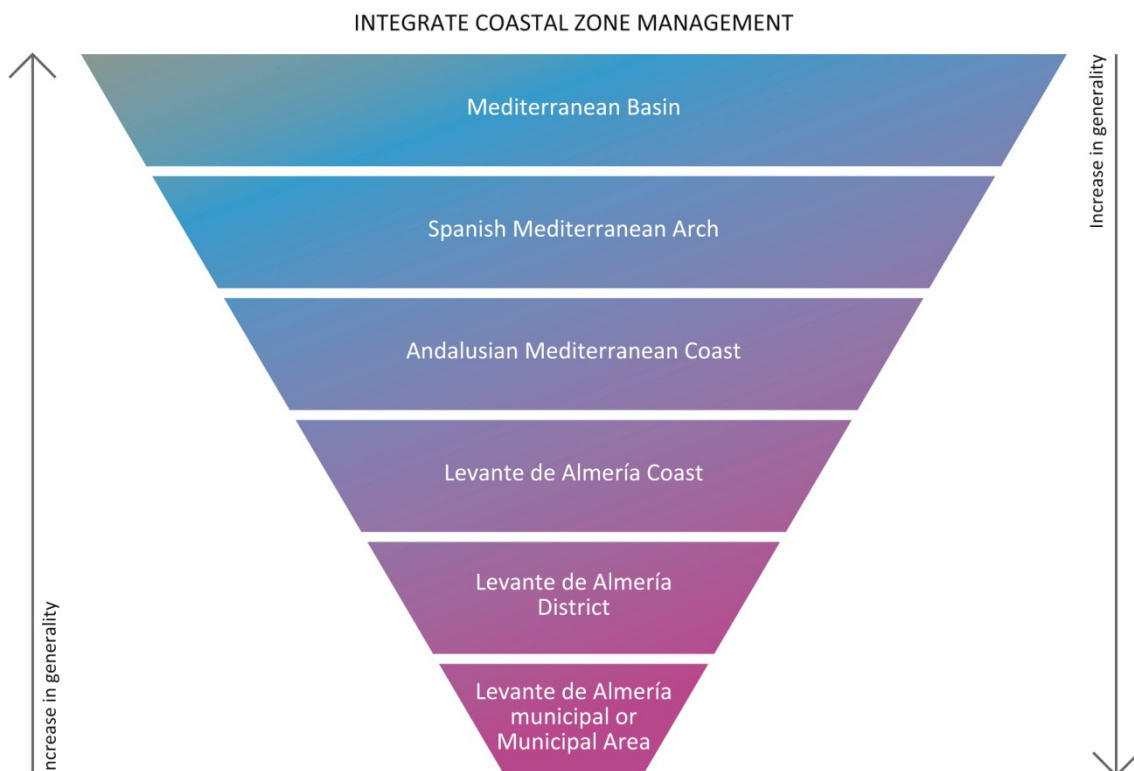 INTEGRATE COASTAL ZONE MANAGEMENT
Increase in generality
Mediterranean Basin
Spanish Mediterranean Arch
Andalusian Mediterranean Coast
Levante de Almería Coast
Levante de Almería
District
Levante de Almería
municipal or
Municipal Area
Increase in generality